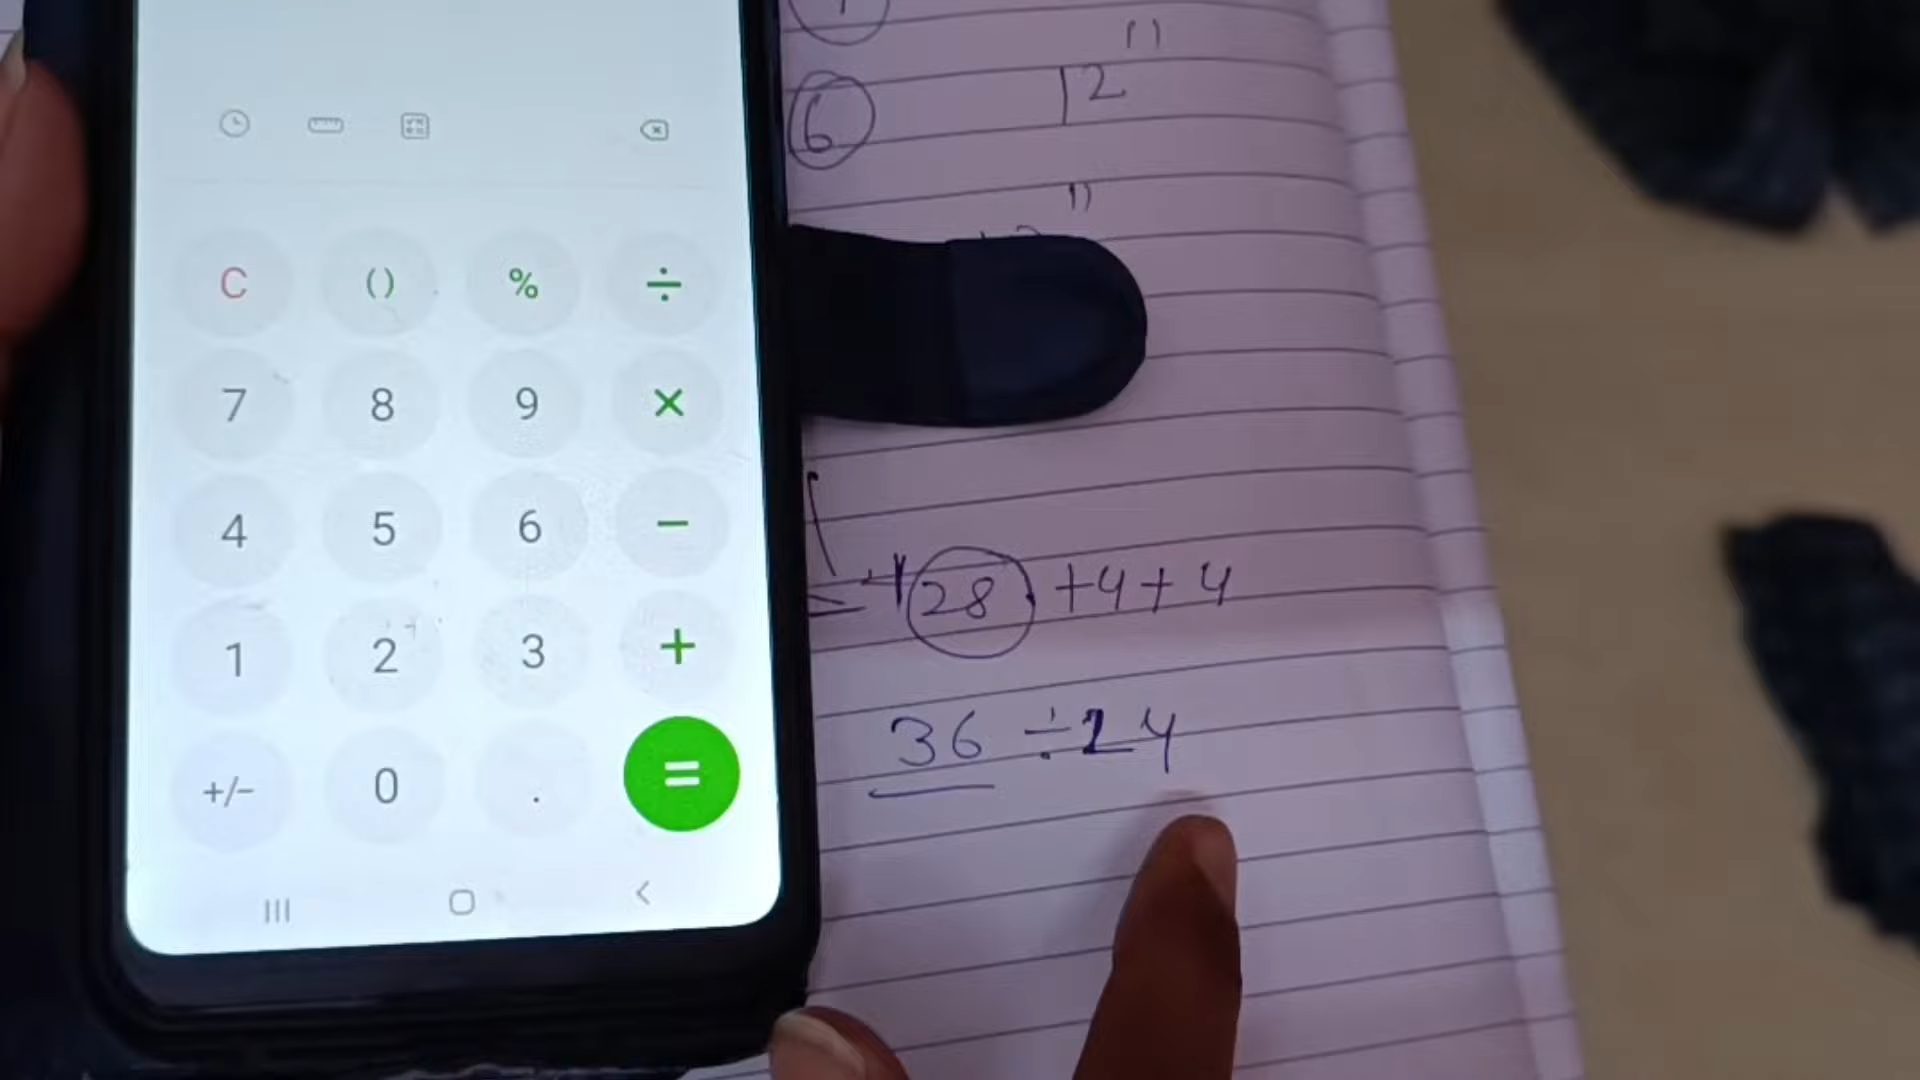 C () % ÷
7 8 9 ×
4 5 6 −
1 2 3 +
+/− 0 . =
12"
6
"
28 +4+ 4
36 ÷24